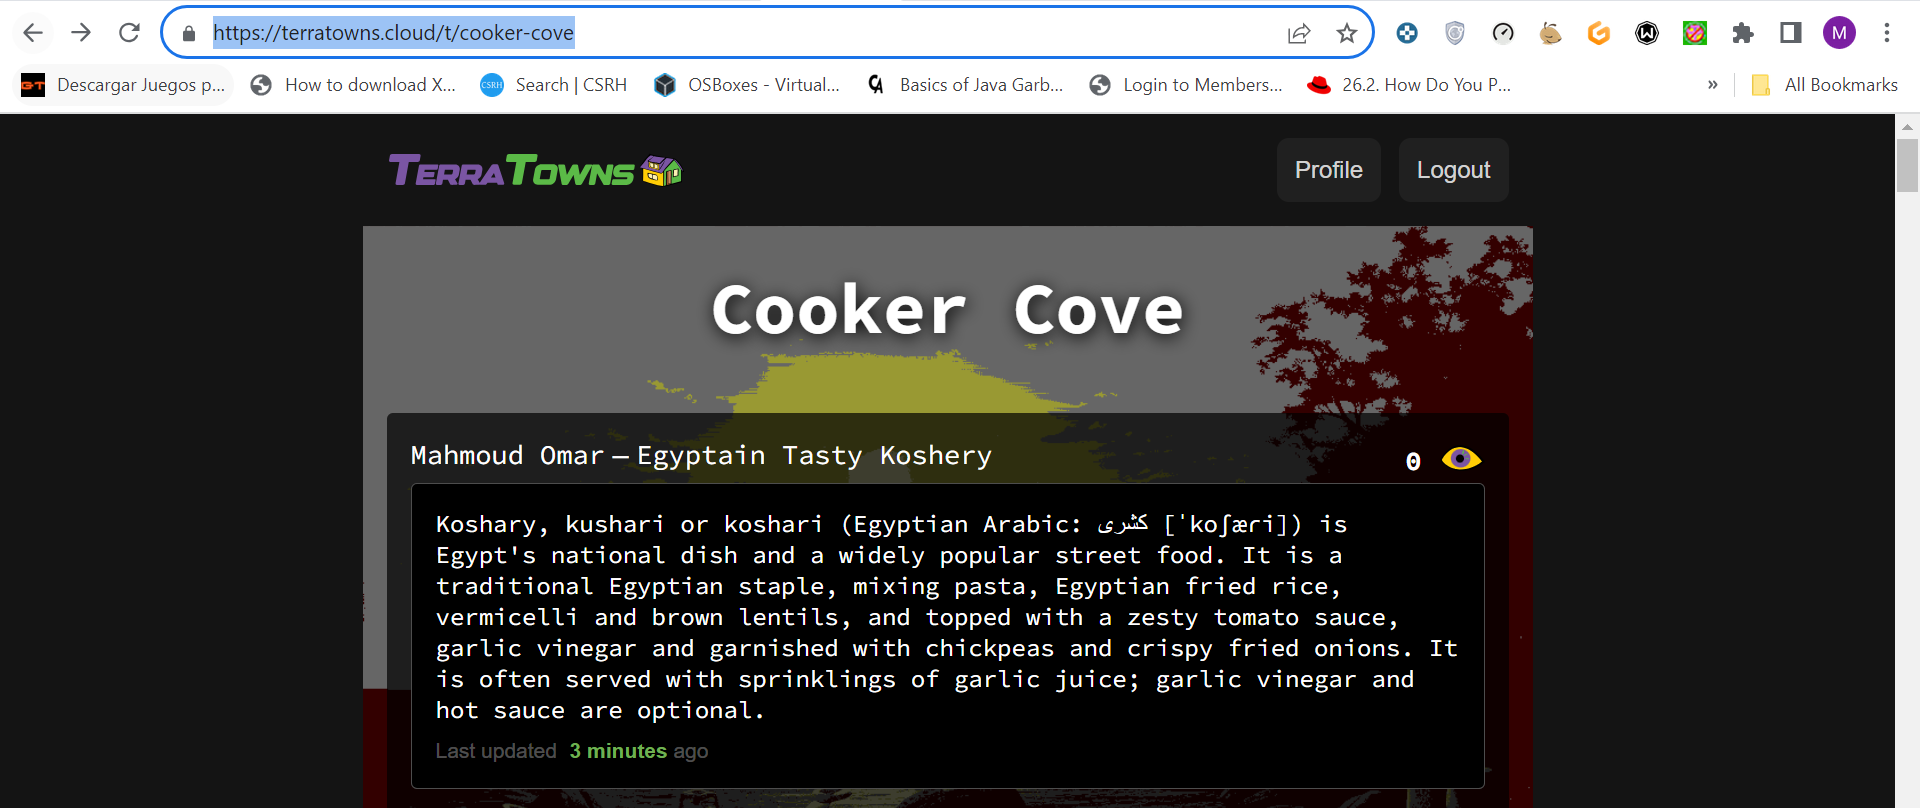 https://terratowns.cloud/t/cooker-cove
M
GT Descargar Juegos p... How to download X... CSRH Search | CSRH OSBoxes - Virtual... CA Basics of Java Garb... Login to Members... 26.2. How Do You P... » All Bookmarks
TERRATOWNS Profile Logout
Cooker Cove
Mahmoud Omar — Egyptain Tasty Koshery 0
Koshary, kushari or koshari (Egyptian Arabic: كشرى [ˈkoʃæɾi]) is
Egypt's national dish and a widely popular street food. It is a
traditional Egyptian staple, mixing pasta, Egyptian fried rice,
vermicelli and brown lentils, and topped with a zesty tomato sauce,
garlic vinegar and garnished with chickpeas and crispy fried onions. It
is often served with sprinklings of garlic juice; garlic vinegar and
hot sauce are optional.
Last updated 3 minutes ago